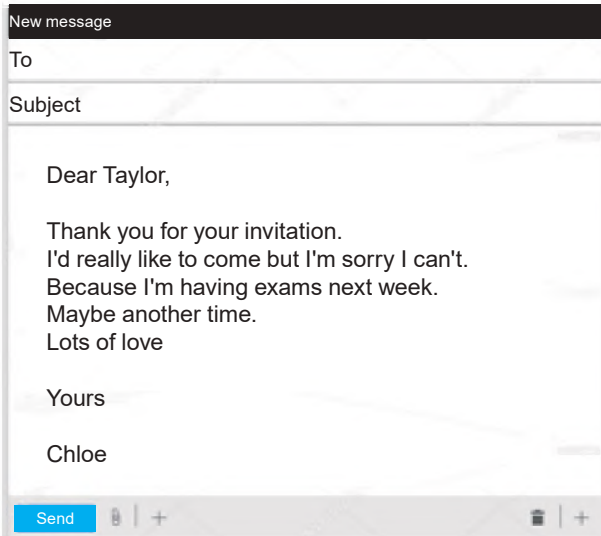 New message
To
Subject
Dear Taylor,
Thank you for your invitation.
I'd really like to come but I'm sorry I can't.
Because I'm having exams next week.
Maybe another time.
Lots of love
Yours
Chloe
Send